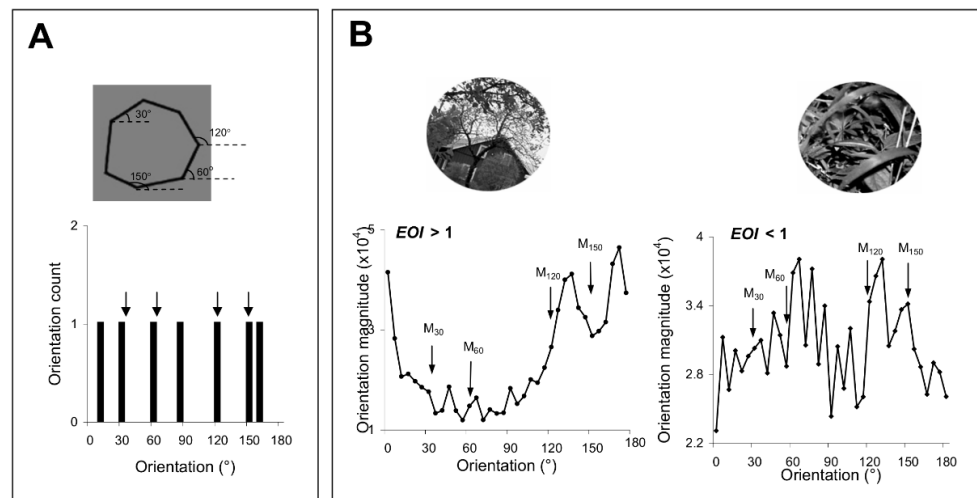 A
30°
120°
150°
60°
2
1
0
Orientation count
0 30 60 90 120 150 180
Orientation (°)
B
EOI > 1
5
3
1
Orientation magnitude (x10⁴)
M30
M60
M120
M150
0 30 60 90 120 150 180
Orientation (°)
EOI < 1
4
3.4
2.8
2.2
Orientation magnitude (x10⁴)
M30
M60
M120
M150
0 30 60 90 120 150 180
Orientation (°)